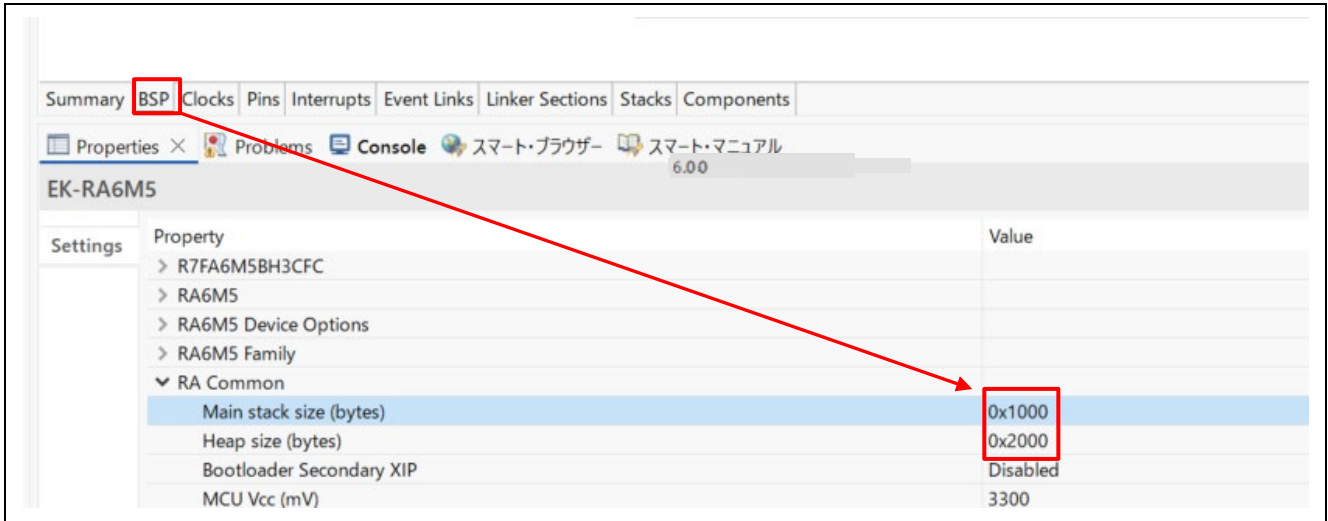 Summary BSP Clocks Pins Interrupts Event Links Linker Sections Stacks Components
Properties Problems Console スマート・ブラウザー スマート・マニュアル
6.00
EK-RA6M5
Settings Property Value
R7FA6M5BH3CFC
RA6M5
RA6M5 Device Options
RA6M5 Family
RA Common
Main stack size (bytes) 0x1000
Heap size (bytes) 0x2000
Bootloader Secondary XIP Disabled
MCU Vcc (mV) 3300